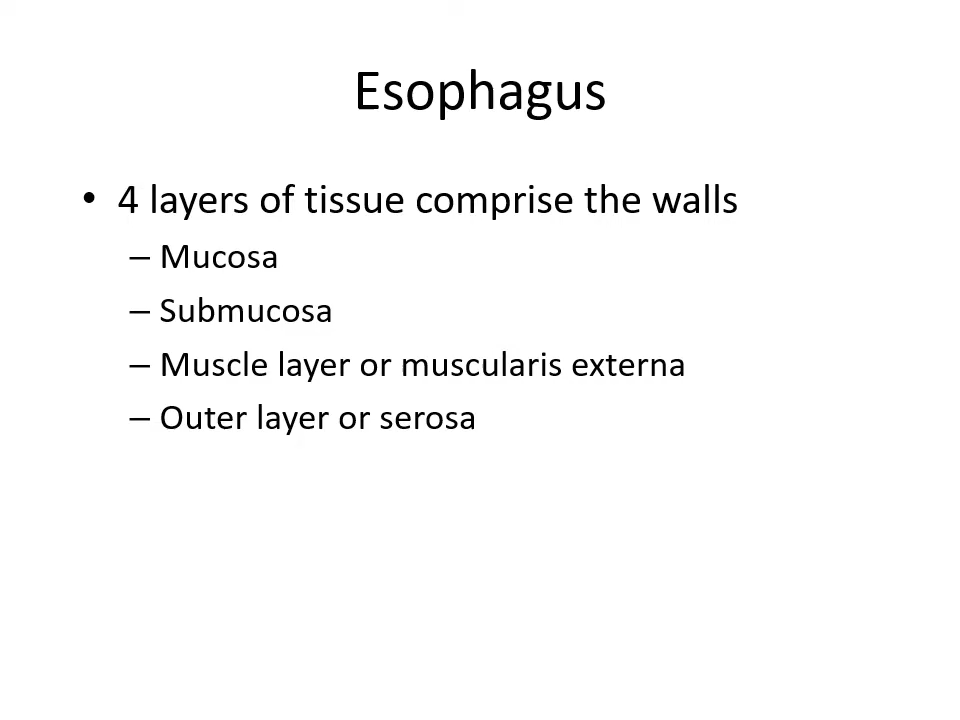 Esophagus
• 4 layers of tissue comprise the walls
– Mucosa
– Submucosa
– Muscle layer or muscularis externa
– Outer layer or serosa